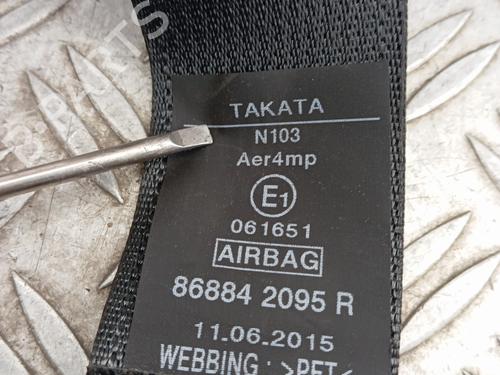 TAKATA
N103
Aer4mp
E1
061651
AIRBAG
86884 2095 R
11.06.2015
WEBBING : >PET<